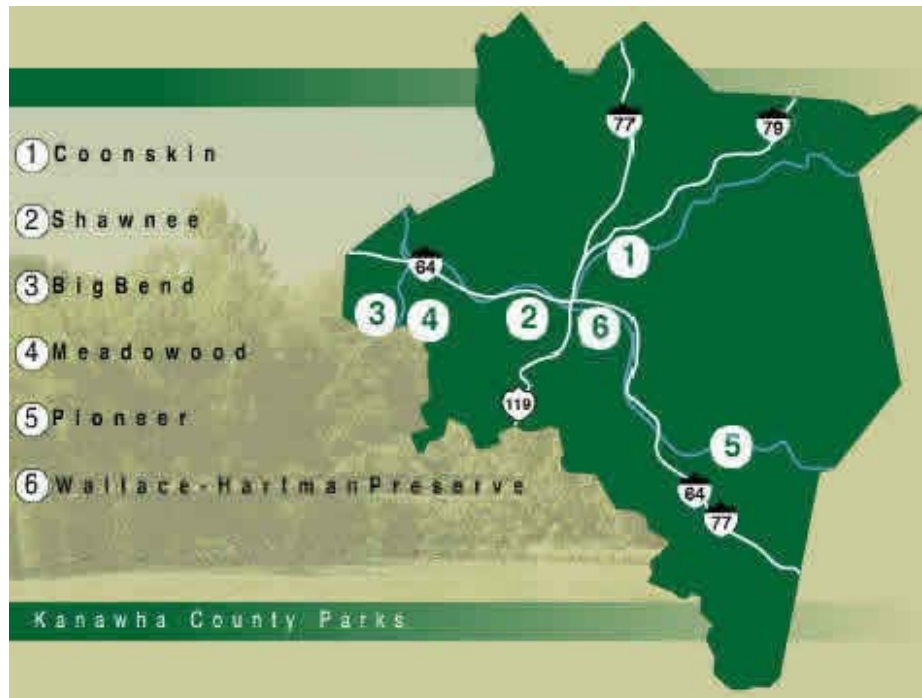 1 Coonskin
2 Shawnee
3 BigBend
4 Meadowood
5 Pioneer
6 Wallace-HartmanPreserve
Kanawha County Parks
77
79
64
1
2
3
4
6
119
5
64
77